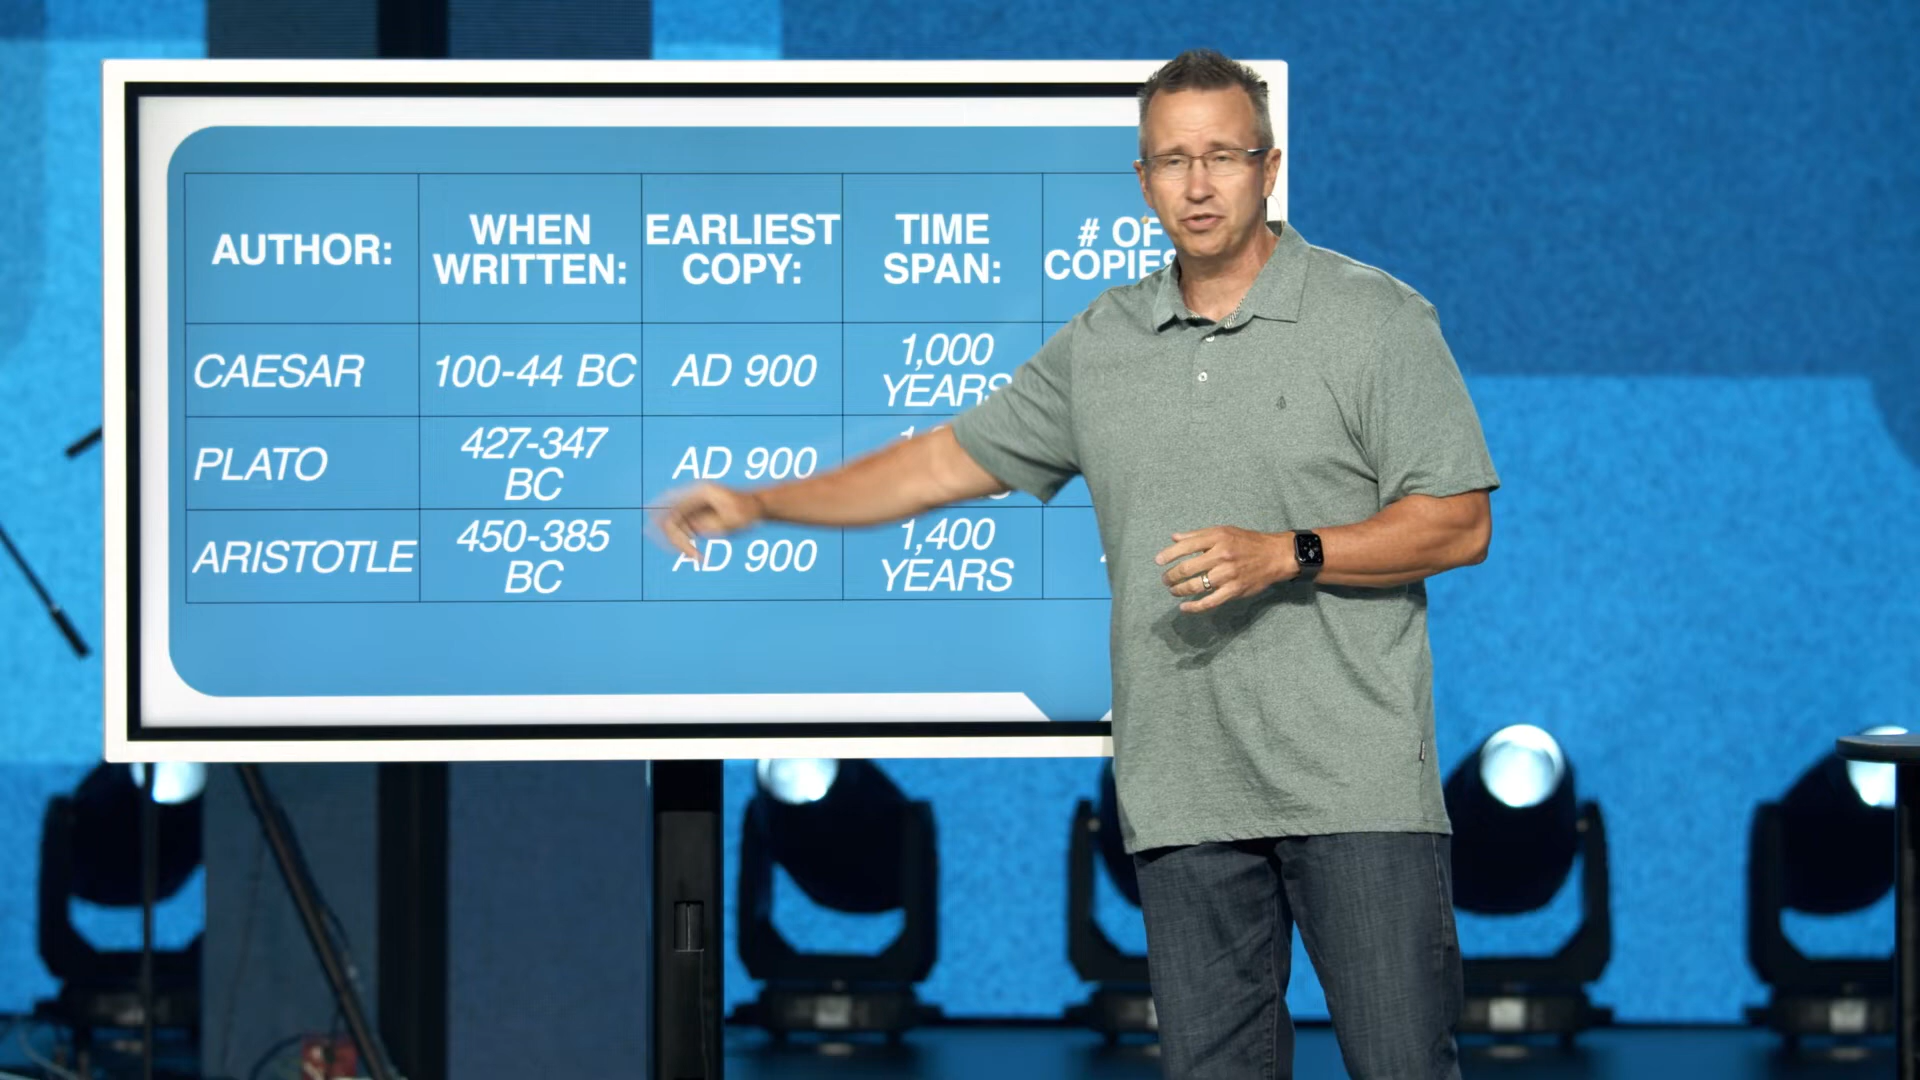 AUTHOR:
WHEN
WRITTEN:
EARLIEST
COPY:
TIME
SPAN:
# OF
CAESAR
100-44 BC
AD 900
1,000
YEARS
PLATO
427-347
BC
AD 900
ARISTOTLE
450-385
BC
AD 900
1,400
YEARS